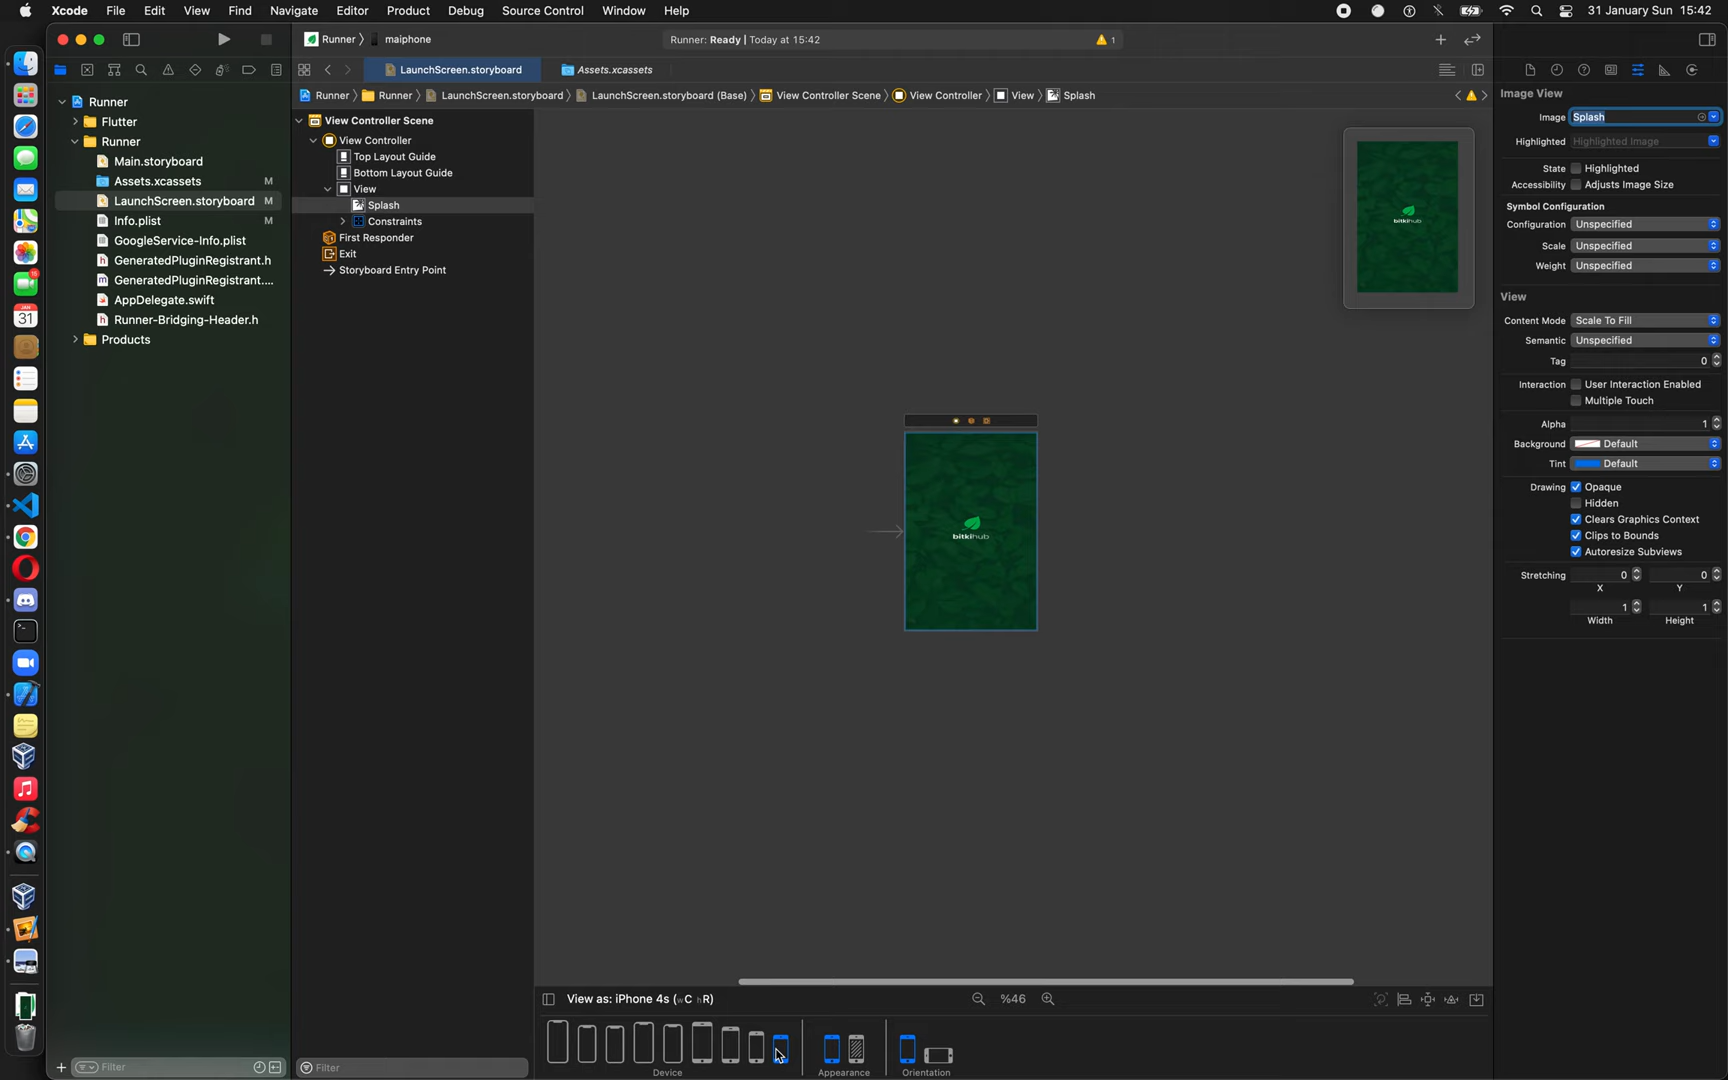 Xcode File Edit View Find Navigate Editor Product Debug Source Control Window Help 31 January Sun 15:42
Runner maiphone Runner: Ready | Today at 15:42 1
LaunchScreen.storyboard Assets.xcassets
Runner Runner LaunchScreen.storyboard LaunchScreen.storyboard (Base) View Controller Scene View Controller View Splash
Runner
Flutter
Runner
Main.storyboard
Assets.xcassets M
LaunchScreen.storyboard M
Info.plist M
GoogleService-Info.plist
GeneratedPluginRegistrant.h
GeneratedPluginRegistrant....
AppDelegate.swift
Runner-Bridging-Header.h
Products
Filter
View Controller Scene
View Controller
Top Layout Guide
Bottom Layout Guide
View
Splash
Constraints
First Responder
Exit
Storyboard Entry Point
Filter
bitkihub
bitkihub
View as: iPhone 4s (wC hR) %46
Device Appearance Orientation
Image View
Image Splash
Highlighted Highlighted Image
State Highlighted
Accessibility Adjusts Image Size
Symbol Configuration
Configuration Unspecified
Scale Unspecified
Weight Unspecified
View
Content Mode Scale To Fill
Semantic Unspecified
Tag 0
Interaction User Interaction Enabled
Multiple Touch
Alpha 1
Background Default
Tint Default
Drawing Opaque
Hidden
Clears Graphics Context
Clips to Bounds
Autoresize Subviews
Stretching 0 0
X Y
1 1
Width Height
JAN
31
15